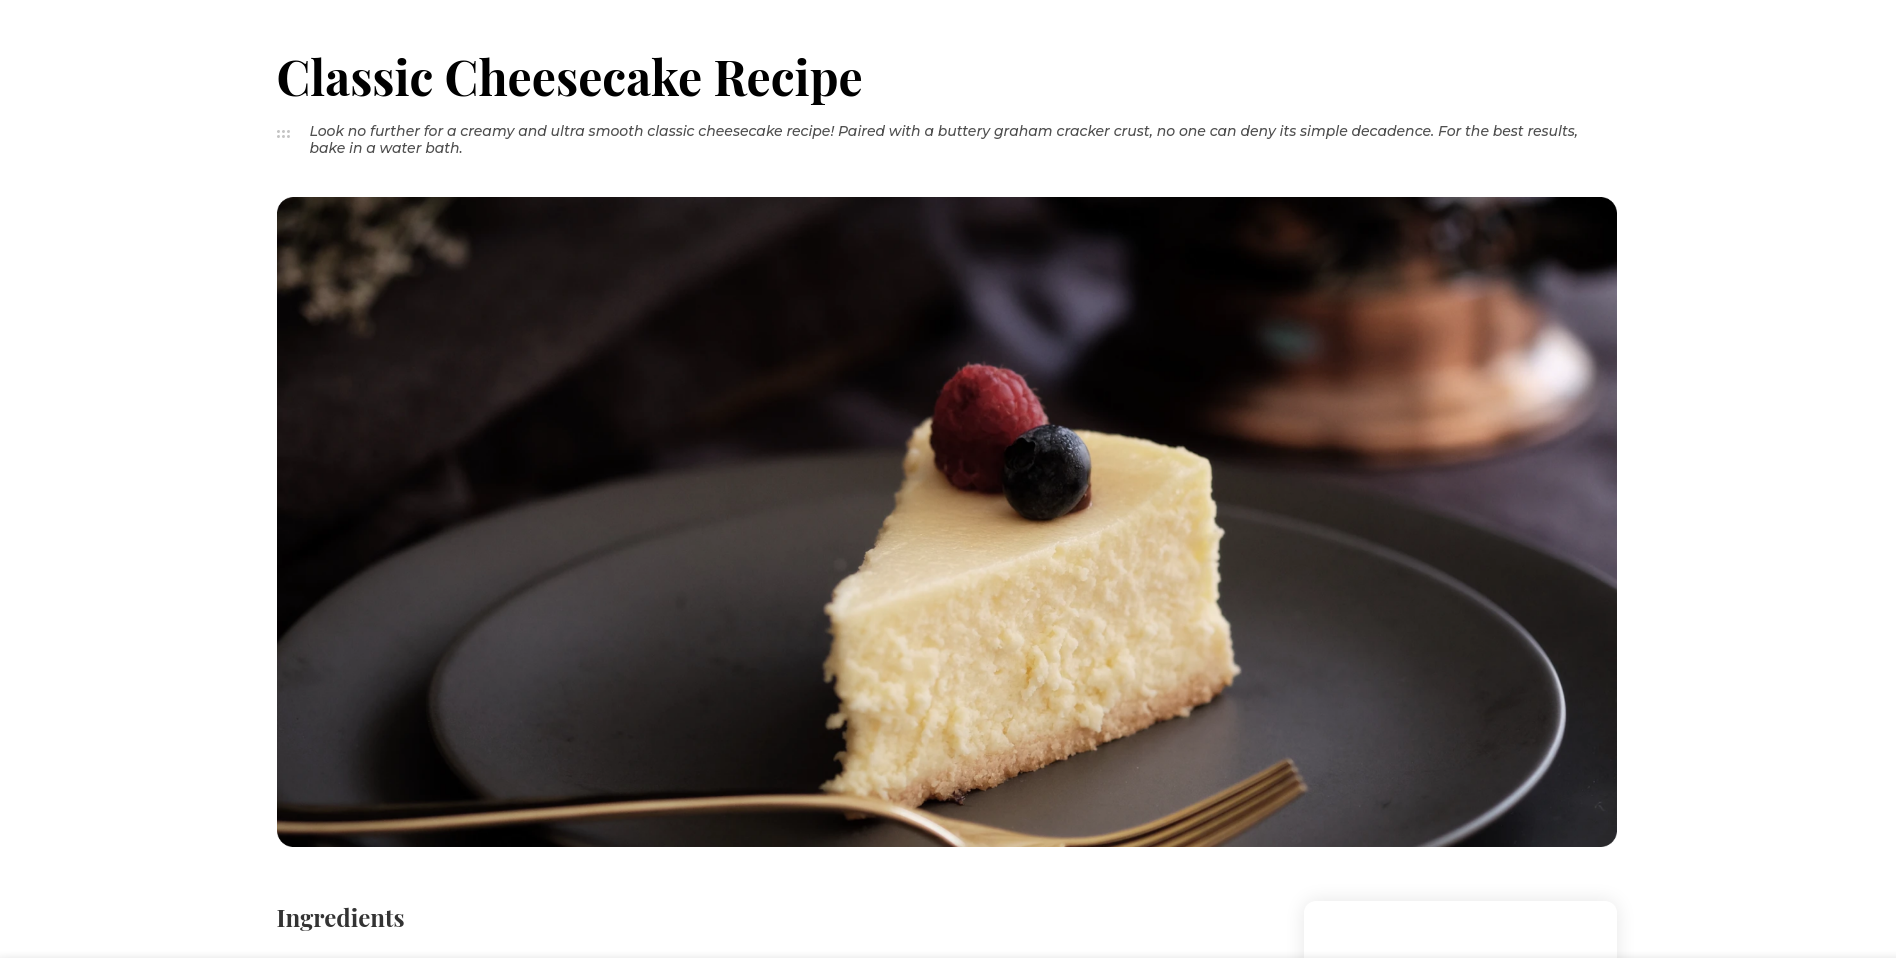 Classic Cheesecake Recipe
Look no further for a creamy and ultra smooth classic cheesecake recipe! Paired with a buttery graham cracker crust, no one can deny its simple decadence. For the best results,
bake in a water bath.
Ingredients